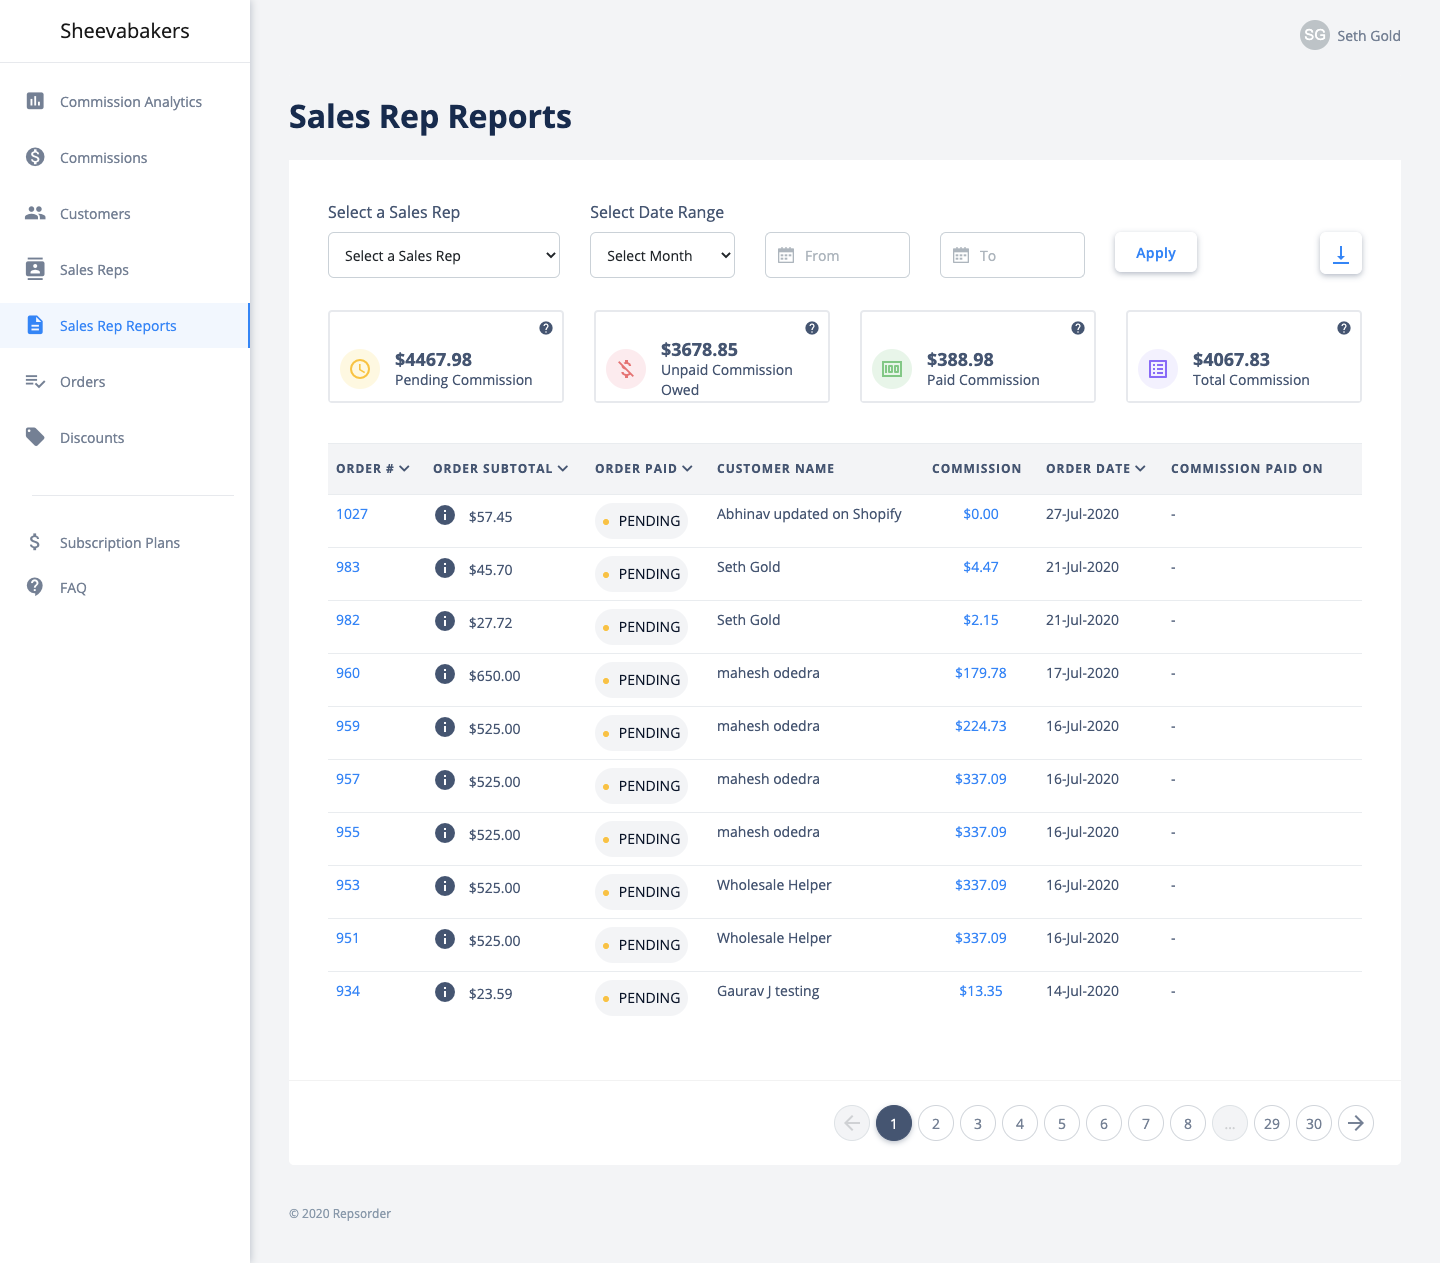 Sheevabakers
SG Seth Gold
Commission Analytics
Commissions
Customers
Sales Reps
Sales Rep Reports
Orders
Discounts
Subscription Plans
FAQ
Sales Rep Reports
Select a Sales Rep Select Date Range
Select a Sales Rep Select Month From To Apply
$4467.98
Pending Commission
$3678.85
Unpaid Commission
Owed
$388.98
Paid Commission
$4067.83
Total Commission
ORDER # ORDER SUBTOTAL ORDER PAID CUSTOMER NAME COMMISSION ORDER DATE COMMISSION PAID ON
1027 $57.45 PENDING Abhinav updated on Shopify $0.00 27-Jul-2020 -
983 $45.70 PENDING Seth Gold $4.47 21-Jul-2020 -
982 $27.72 PENDING Seth Gold $2.15 21-Jul-2020 -
960 $650.00 PENDING mahesh odedra $179.78 17-Jul-2020 -
959 $525.00 PENDING mahesh odedra $224.73 16-Jul-2020 -
957 $525.00 PENDING mahesh odedra $337.09 16-Jul-2020 -
955 $525.00 PENDING mahesh odedra $337.09 16-Jul-2020 -
953 $525.00 PENDING Wholesale Helper $337.09 16-Jul-2020 -
951 $525.00 PENDING Wholesale Helper $337.09 16-Jul-2020 -
934 $23.59 PENDING Gaurav J testing $13.35 14-Jul-2020 -
1 2 3 4 5 6 7 8 ... 29 30
© 2020 Repsorder